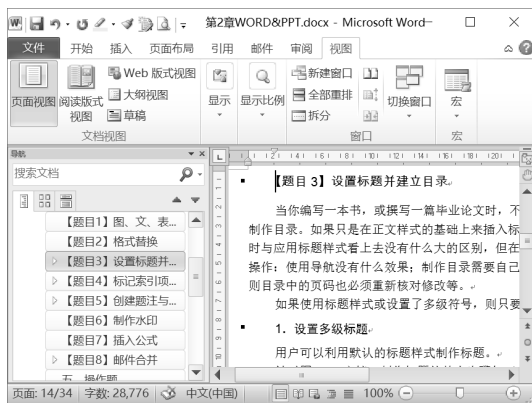 第2章WORD&PPT.docx - Microsoft Word
文件 开始 插入 页面布局 引用 邮件 审阅 视图
页面视图 阅读版式视图 Web 版式视图 大纲视图 草稿
显示 显示比例
新建窗口 全部重排 拆分
切换窗口 宏
文档视图 窗口 宏
导航
搜索文档
【题目1】图、文、表...
【题目2】格式替换
【题目3】设置标题并...
【题目4】标记索引项...
【题目5】创建题注与...
【题目6】制作水印
【题目7】插入公式
【题目8】邮件合并
五、操作题
【题目 3】设置标题并建立目录
当你编写一本书，或撰写一篇毕业论文时，不
制作目录。如果只是在正文样式的基础上来插入标
时与应用标题样式看上去没有什么大的区别，但在
操作：使用导航没有什么效果；制作目录需要自己
则目录中的页码也必须重新核对修改等。
如果使用标题样式或设置了多级符号，则只要
1. 设置多级标题
用户可以利用默认的标题样式制作标题。
页面: 14/34 字数: 28,776 中文(中国) 100%